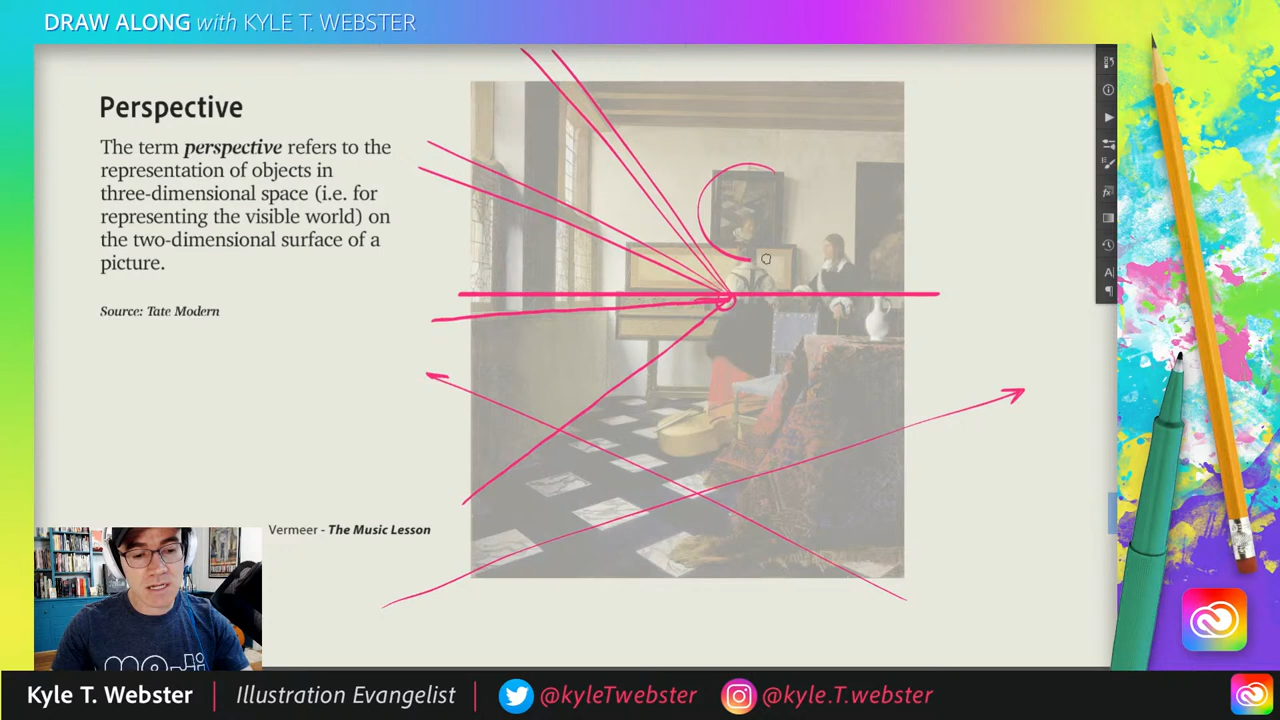 DRAW ALONG with KYLE T. WEBSTER
Perspective
The term perspective refers to the
representation of objects in
three-dimensional space (i.e. for
representing the visible world) on
the two-dimensional surface of a
picture.
Source: Tate Modern
Vermeer - The Music Lesson
Kyle T. Webster | Illustration Evangelist | @kyleTwebster @kyle.T.webster